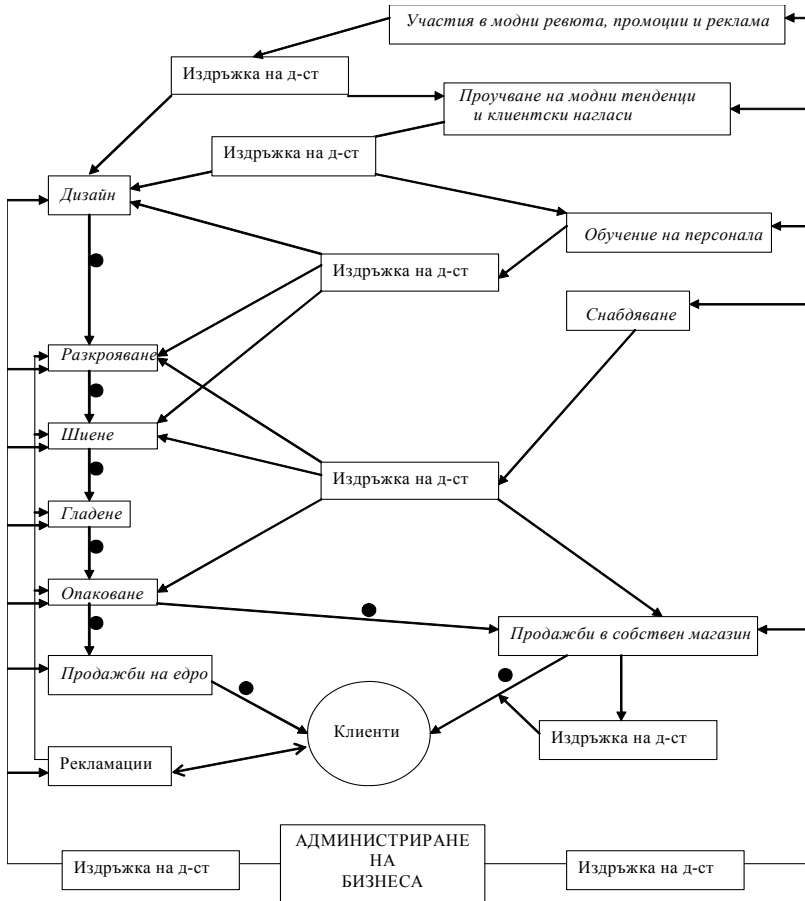 Участия в модни ревюта, промоции и реклама
Издръжка на д-ст
Проучване на модни тенденци
и клиентски нагласи
Издръжка на д-ст
Дизайн
Обучение на персонала
Издръжка на д-ст
Снабдяване
Разкрояване
Шиене
Издръжка на д-ст
Гладене
Опаковане
Продажби в собствен магазин
Продажби на едро
Клиенти
Издръжка на д-ст
Рекламации
АДМИНИСТРИРАНЕ
НА
БИЗНЕСА
Издръжка на д-ст
Издръжка на д-ст